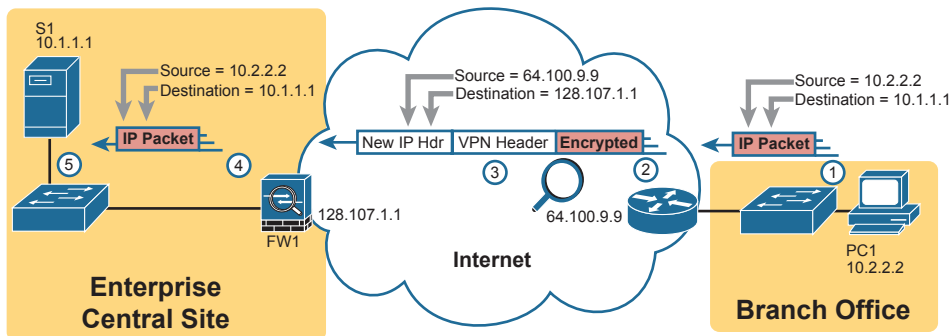 S1
10.1.1.1
Source = 10.2.2.2
Destination = 10.1.1.1
IP Packet
4
5
FW1
128.107.1.1
Enterprise
Central Site
Source = 64.100.9.9
Destination = 128.107.1.1
New IP Hdr
VPN Header
Encrypted
3
2
64.100.9.9
Internet
Source = 10.2.2.2
Destination = 10.1.1.1
IP Packet
1
PC1
10.2.2.2
Branch Office